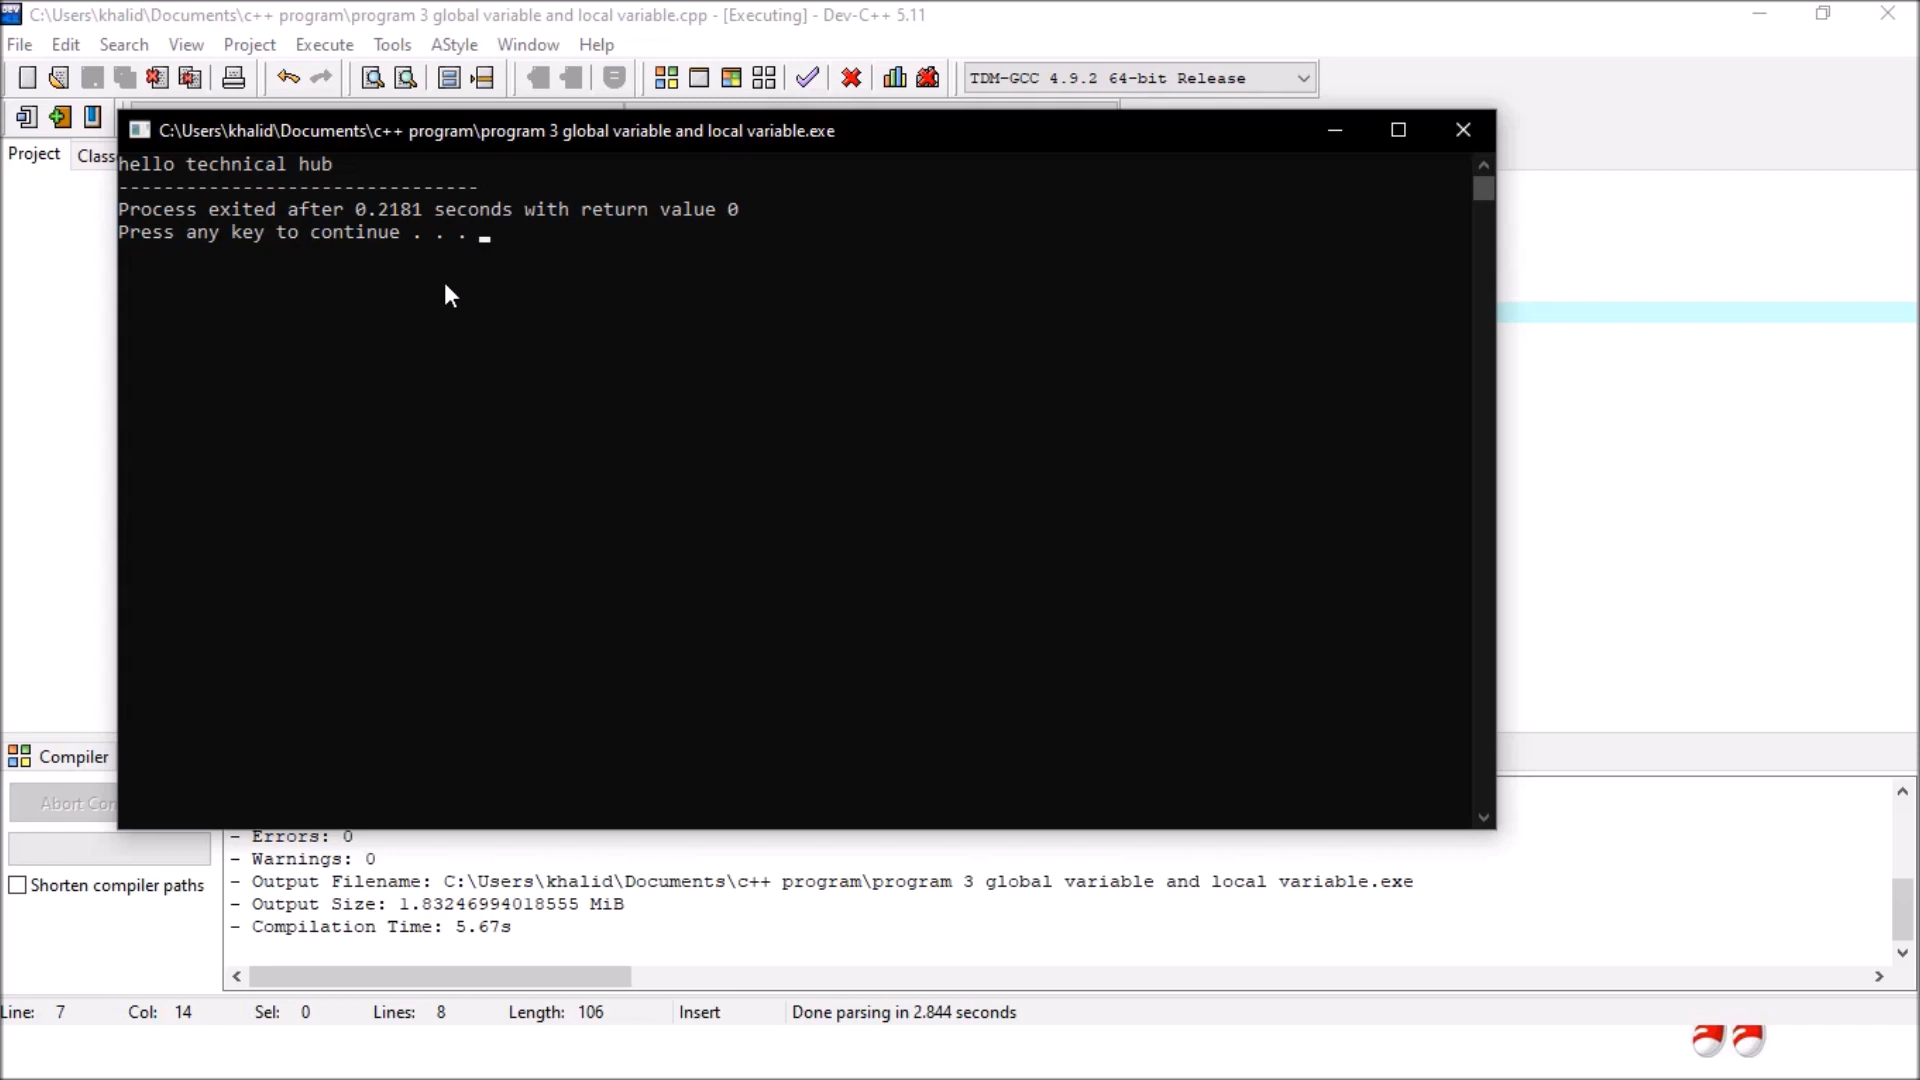 C:\Users\khalid\Documents\c++ program\program 3 global variable and local variable.cpp - [Executing] - Dev-C++ 5.11
File Edit Search View Project Execute Tools AStyle Window Help
TDM-GCC 4.9.2 64-bit Release
C:\Users\khalid\Documents\c++ program\program 3 global variable and local variable.exe
Project Class
hello technical hub
--------------------------------
Process exited after 0.2181 seconds with return value 0
Press any key to continue . . .
Compiler
Abort Con
- Errors: 0
- Warnings: 0
Shorten compiler paths
- Output Filename: C:\Users\khalid\Documents\c++ program\program 3 global variable and local variable.exe
- Output Size: 1.83246994018555 MiB
- Compilation Time: 5.67s
Line: 7 Col: 14 Sel: 0 Lines: 8 Length: 106 Insert Done parsing in 2.844 seconds